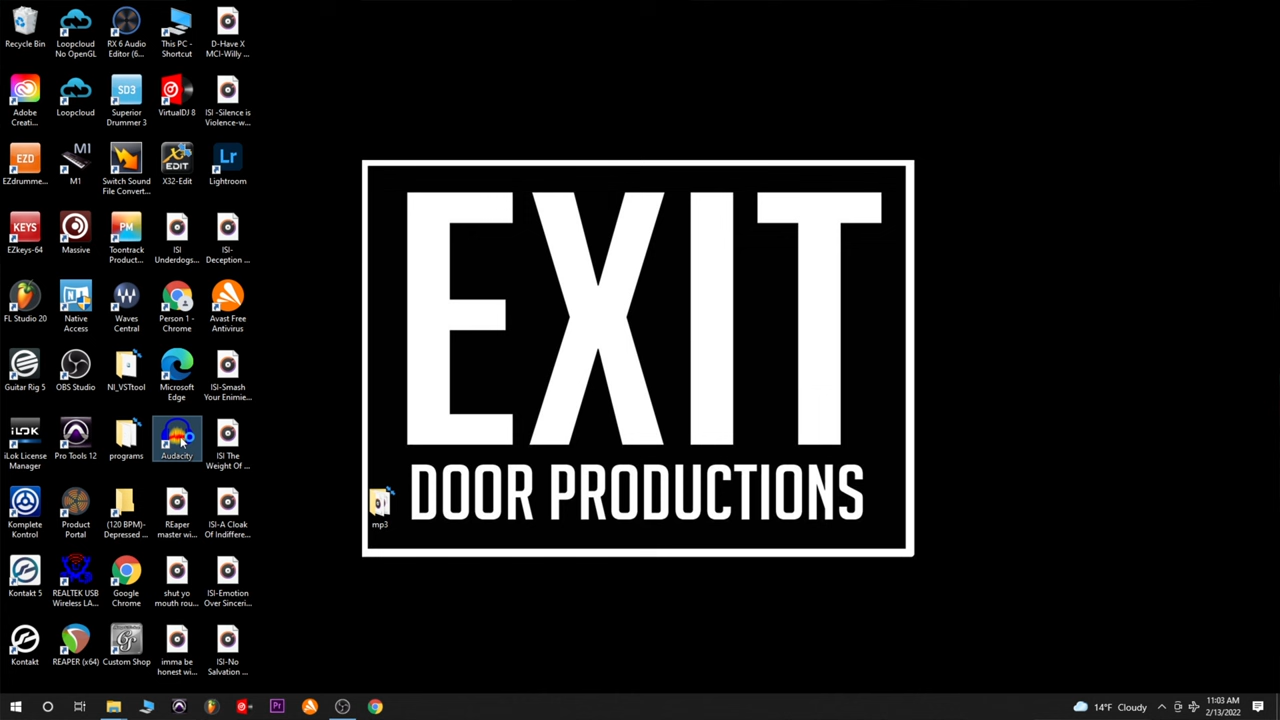 Recycle Bin
Loopcloud
No OpenGL
RX 6 Audio
Editor (6...
This PC -
Shortcut
D-Have X
MCI-Willy ...
Adobe
Creati...
Loopcloud
SD3
Superior
Drummer 3
VirtualDJ 8
ISI -Silence is
Violence-w...
EZD
EZdrumme...
M1
M1
Switch Sound
File Convert...
EDIT
X32-Edit
Lr
Lightroom
KEYS
EZkeys-64
Massive
PM
Toontrack
Product...
ISI
Underdogs...
ISI-
Deception ...
FL Studio 20
Native
Access
Waves
Central
Person 1 -
Chrome
Avast Free
Antivirus
Guitar Rig 5
OBS Studio
NI_VSTtool
Microsoft
Edge
ISI-Smash
Your Enimie...
iLOK
iLok License
Manager
Pro Tools 12
programs
Audacity
ISI The
Weight Of ...
Komplete
Kontrol
Product
Portal
(120 BPM)-
Depressed ...
REaper
master wi...
ISI-A Cloak
Of Indiffere...
Kontakt 5
REALTEK USB
Wireless LA...
Google
Chrome
shut yo
mouth rou...
ISI-Emotion
Over Sinceri...
Kontakt
REAPER (x64)
Custom Shop
imma be
honest wi...
ISI-No
Salvation ...
mp3
EXIT
DOOR PRODUCTIONS
Pr
14°F Cloudy
11:03 AM
2/13/2022